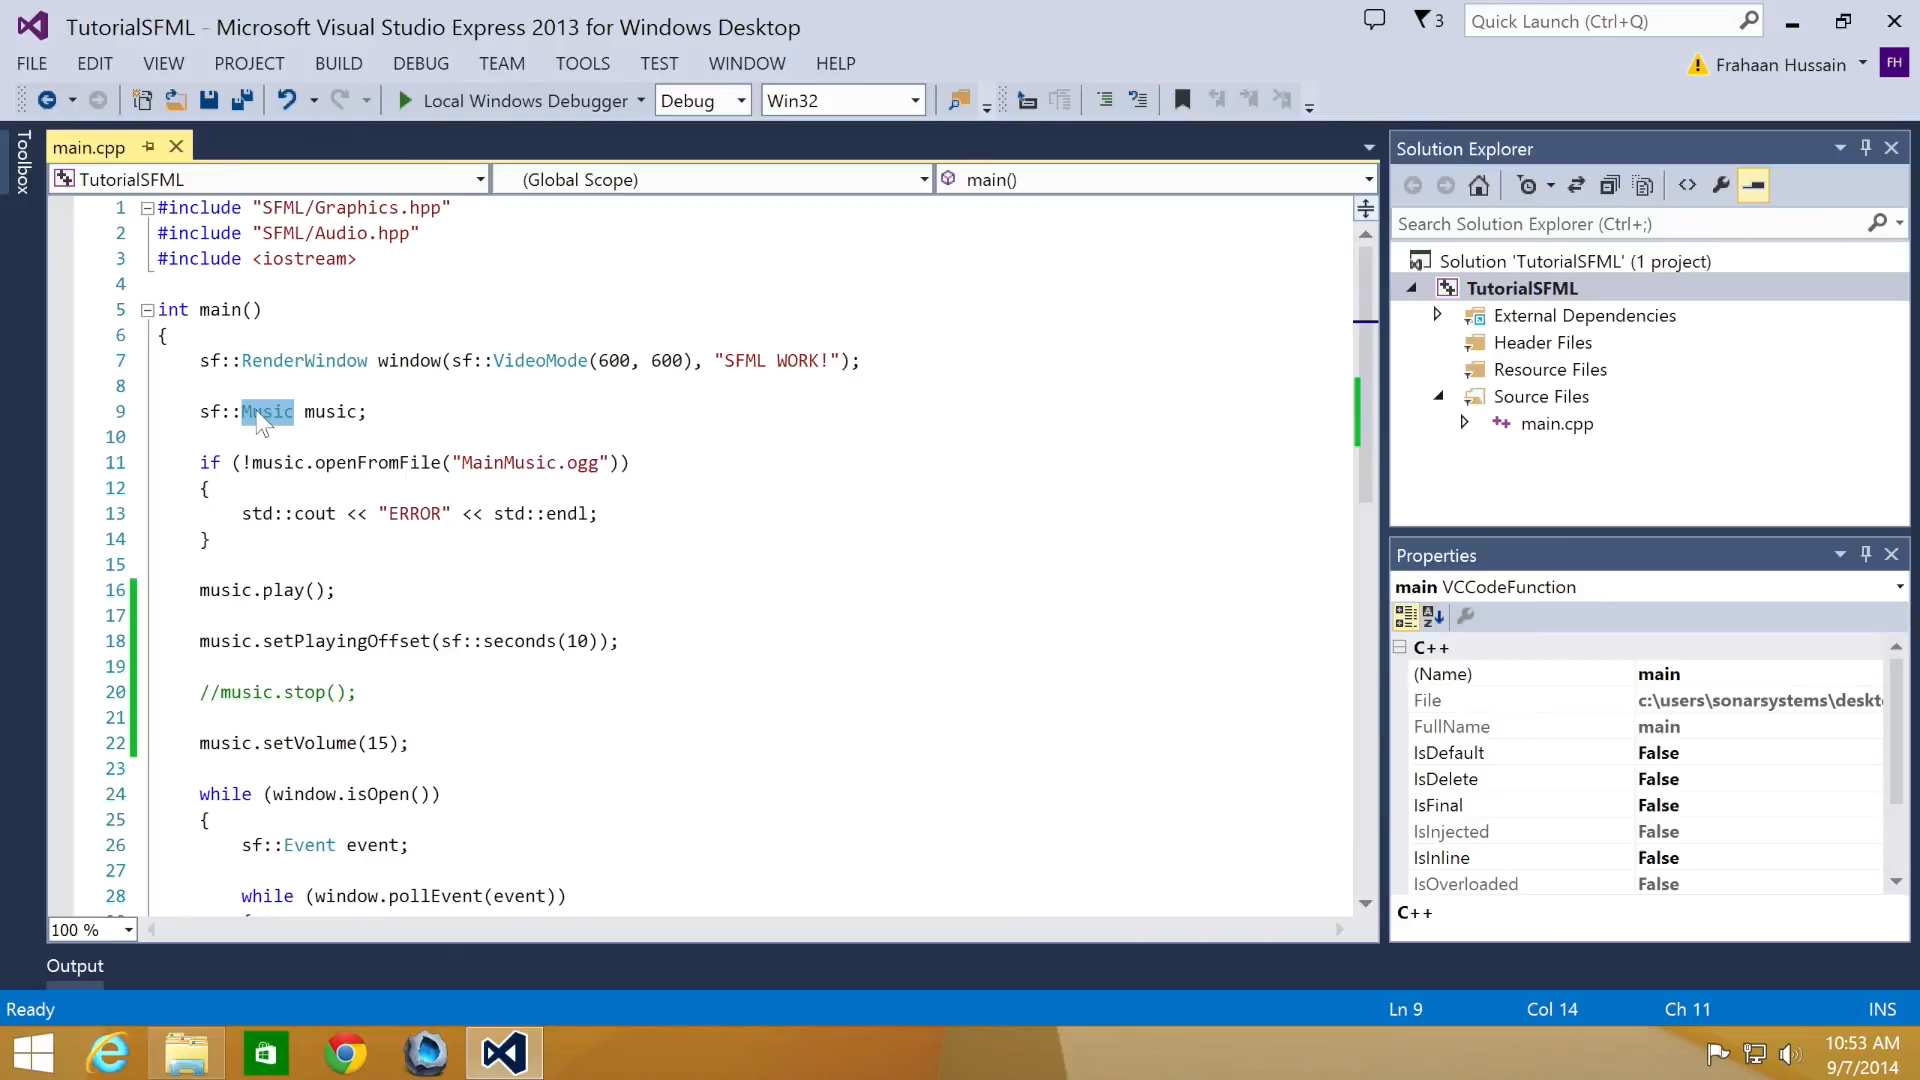 TutorialSFML - Microsoft Visual Studio Express 2013 for Windows Desktop
3
Quick Launch (Ctrl+Q)
FILE EDIT VIEW PROJECT BUILD DEBUG TEAM TOOLS TEST WINDOW HELP
Frahaan Hussain
FH
Local Windows Debugger
Debug
Win32
Toolbox
main.cpp
TutorialSFML
(Global Scope)
main()
1 #include "SFML/Graphics.hpp"
2 #include "SFML/Audio.hpp"
3 #include <iostream>
4
5 int main()
6 {
7 sf::RenderWindow window(sf::VideoMode(600, 600), "SFML WORK!");
8
9 sf::Music music;
10
11 if (!music.openFromFile("MainMusic.ogg"))
12 {
13 std::cout << "ERROR" << std::endl;
14 }
15
16 music.play();
17
18 music.setPlayingOffset(sf::seconds(10));
19
20 //music.stop();
21
22 music.setVolume(15);
23
24 while (window.isOpen())
25 {
26 sf::Event event;
27
28 while (window.pollEvent(event))
100 %
Output
Solution Explorer
Search Solution Explorer (Ctrl+;)
Solution 'TutorialSFML' (1 project)
TutorialSFML
External Dependencies
Header Files
Resource Files
Source Files
main.cpp
Properties
main VCCodeFunction
C++
(Name) main
File c:\users\sonarsystems\deskt
FullName main
IsDefault False
IsDelete False
IsFinal False
IsInjected False
IsInline False
IsOverloaded False
C++
Ready
Ln 9
Col 14
Ch 11
INS
10:53 AM
9/7/2014